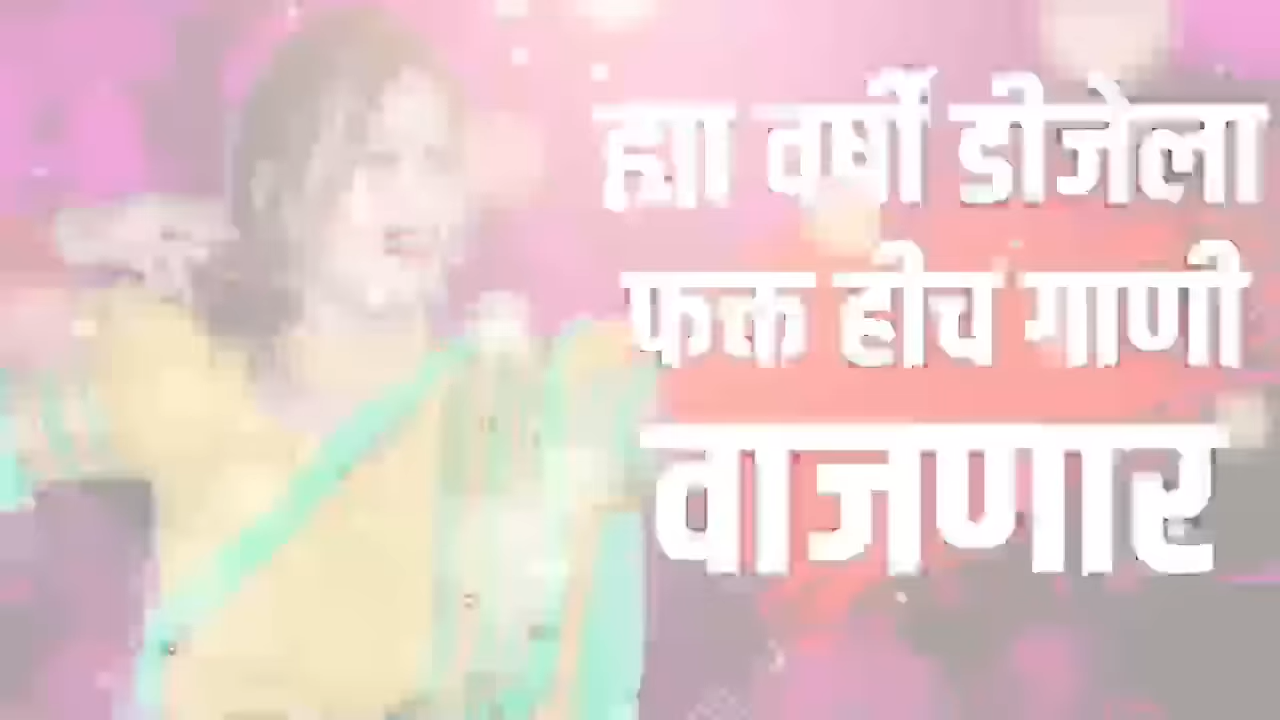 ह्या वर्षी डीजेला
फक्त हीच गाणी
वाजणार